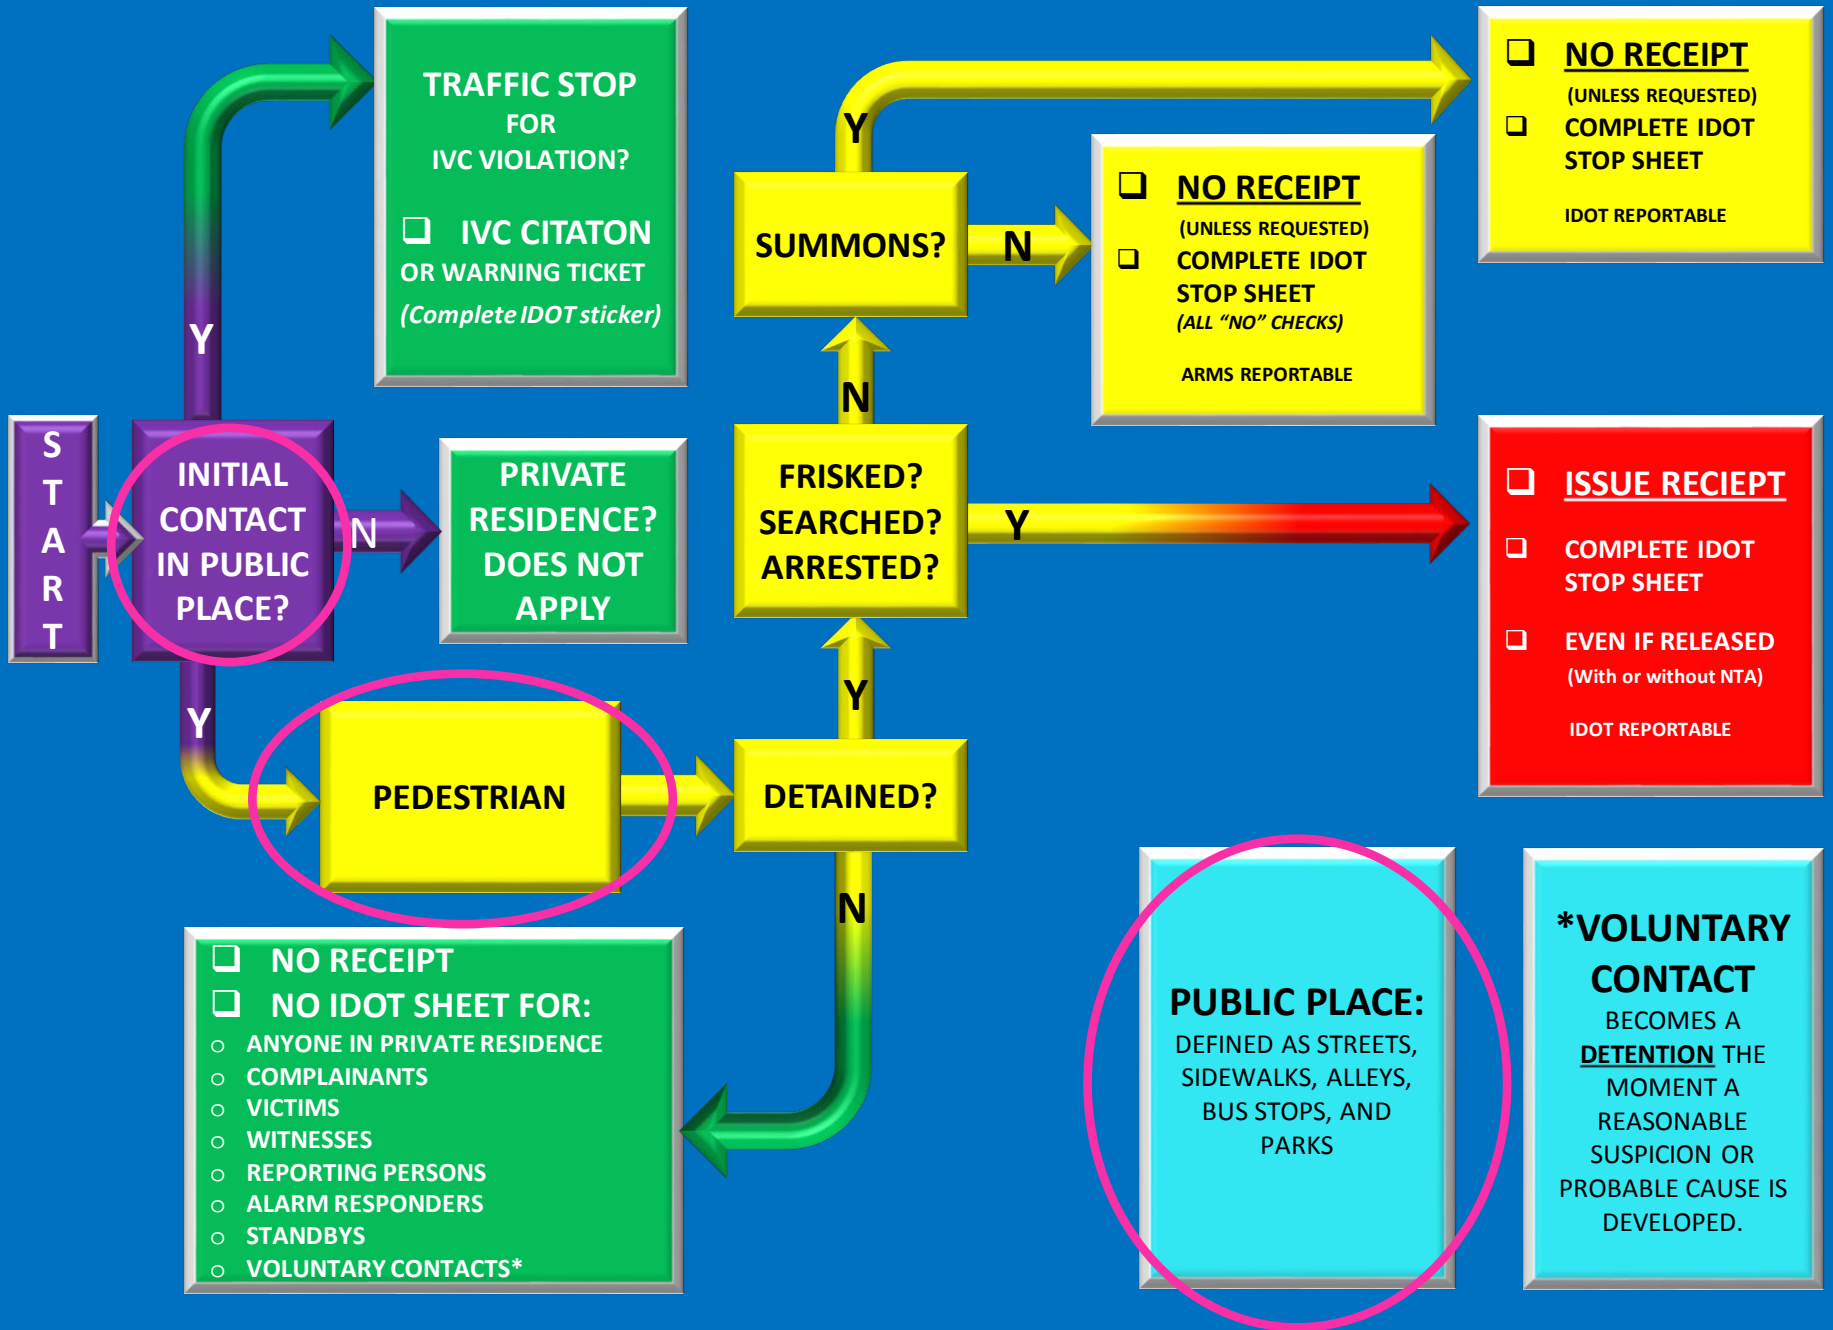 START
INITIAL
CONTACT
IN PUBLIC
PLACE?
Y
TRAFFIC STOP
FOR
IVC VIOLATION?
❑ IVC CITATON
OR WARNING TICKET
(Complete IDOT sticker)
N
PRIVATE
RESIDENCE?
DOES NOT
APPLY
Y
PEDESTRIAN
DETAINED?
N
❑ NO RECEIPT
❑ NO IDOT SHEET FOR:
o ANYONE IN PRIVATE RESIDENCE
o COMPLAINANTS
o VICTIMS
o WITNESSES
o REPORTING PERSONS
o ALARM RESPONDERS
o STANDBYS
o VOLUNTARY CONTACTS*
Y
FRISKED?
SEARCHED?
ARRESTED?
Y
❑ ISSUE RECIEPT
❑ COMPLETE IDOT
STOP SHEET
❑ EVEN IF RELEASED
(With or without NTA)
IDOT REPORTABLE
N
SUMMONS?
N
❑ NO RECEIPT
(UNLESS REQUESTED)
❑ COMPLETE IDOT
STOP SHEET
(ALL “NO” CHECKS)
ARMS REPORTABLE
Y
❑ NO RECEIPT
(UNLESS REQUESTED)
❑ COMPLETE IDOT
STOP SHEET
IDOT REPORTABLE
PUBLIC PLACE:
DEFINED AS STREETS,
SIDEWALKS, ALLEYS,
BUS STOPS, AND
PARKS
*VOLUNTARY
CONTACT
BECOMES A
DETENTION THE
MOMENT A
REASONABLE
SUSPICION OR
PROBABLE CAUSE IS
DEVELOPED.